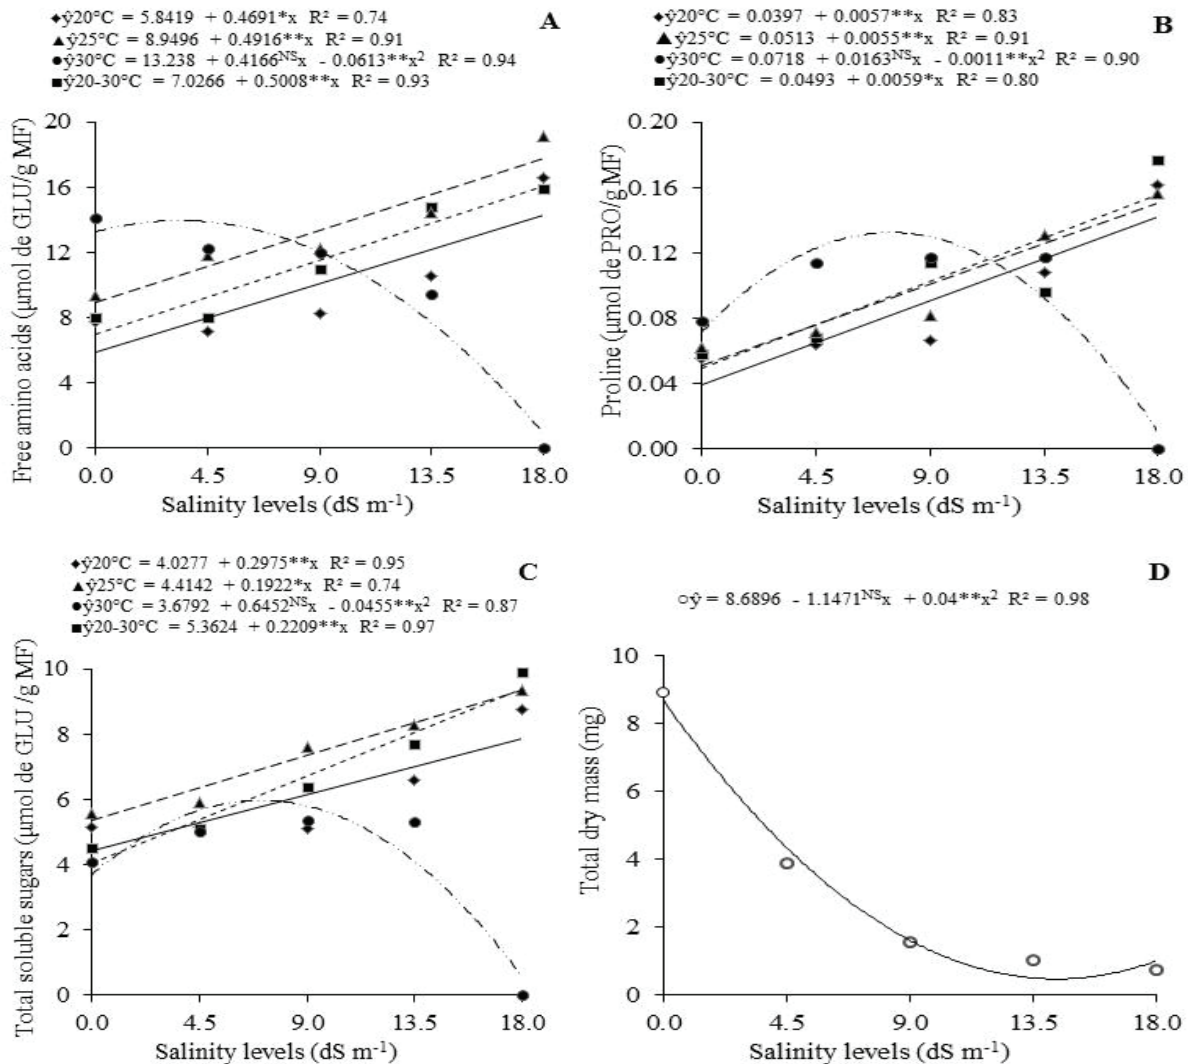 ◆ŷ20°C = 5.8419 + 0.4691*x R² = 0.74
▲ŷ25°C = 8.9496 + 0.4916**x R² = 0.91
●ŷ30°C = 13.238 + 0.4166ᴺˢx - 0.0613**x² R² = 0.94
■ŷ20-30°C = 7.0266 + 0.5008**x R² = 0.93
A
Free amino acids (µmol de GLU/g MF)
20
16
12
8
4
0
0.0 4.5 9.0 13.5 18.0
Salinity levels (dS m⁻¹)
◆ŷ20°C = 0.0397 + 0.0057**x R² = 0.83
▲ŷ25°C = 0.0513 + 0.0055**x R² = 0.91
●ŷ30°C = 0.0718 + 0.0163ᴺˢx - 0.0011**x² R² = 0.90
■ŷ20-30°C = 0.0493 + 0.0059*x R² = 0.80
B
Proline (µmol de PRO/g MF)
0.20
0.16
0.12
0.08
0.04
0.00
0.0 4.5 9.0 13.5 18.0
Salinity levels (dS m⁻¹)
◆ŷ20°C = 4.0277 + 0.2975**x R² = 0.95
▲ŷ25°C = 4.4142 + 0.1922*x R² = 0.74
●ŷ30°C = 3.6792 + 0.6452ᴺˢx - 0.0455**x² R² = 0.87
■ŷ20-30°C = 5.3624 + 0.2209**x R² = 0.97
C
Total soluble sugars (µmol de GLU /g MF)
10
8
6
4
2
0
0.0 4.5 9.0 13.5 18.0
Salinity levels (dS m⁻¹)
D
○ŷ = 8.6896 - 1.1471ᴺˢx + 0.04**x² R² = 0.98
Total dry mass (mg)
10
8
6
4
2
0
0.0 4.5 9.0 13.5 18.0
Salinity levels (dS m⁻¹)